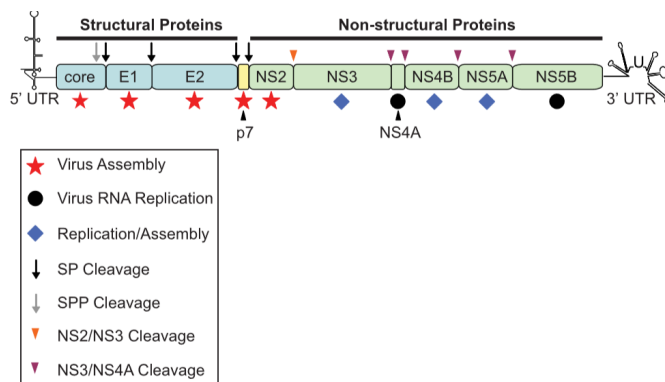 Structural Proteins Non-structural Proteins
core E1 E2 NS2 NS3 NS4B NS5A NS5B
5' UTR 3' UTR
p7 NS4A
Virus Assembly
Virus RNA Replication
Replication/Assembly
SP Cleavage
SPP Cleavage
NS2/NS3 Cleavage
NS3/NS4A Cleavage